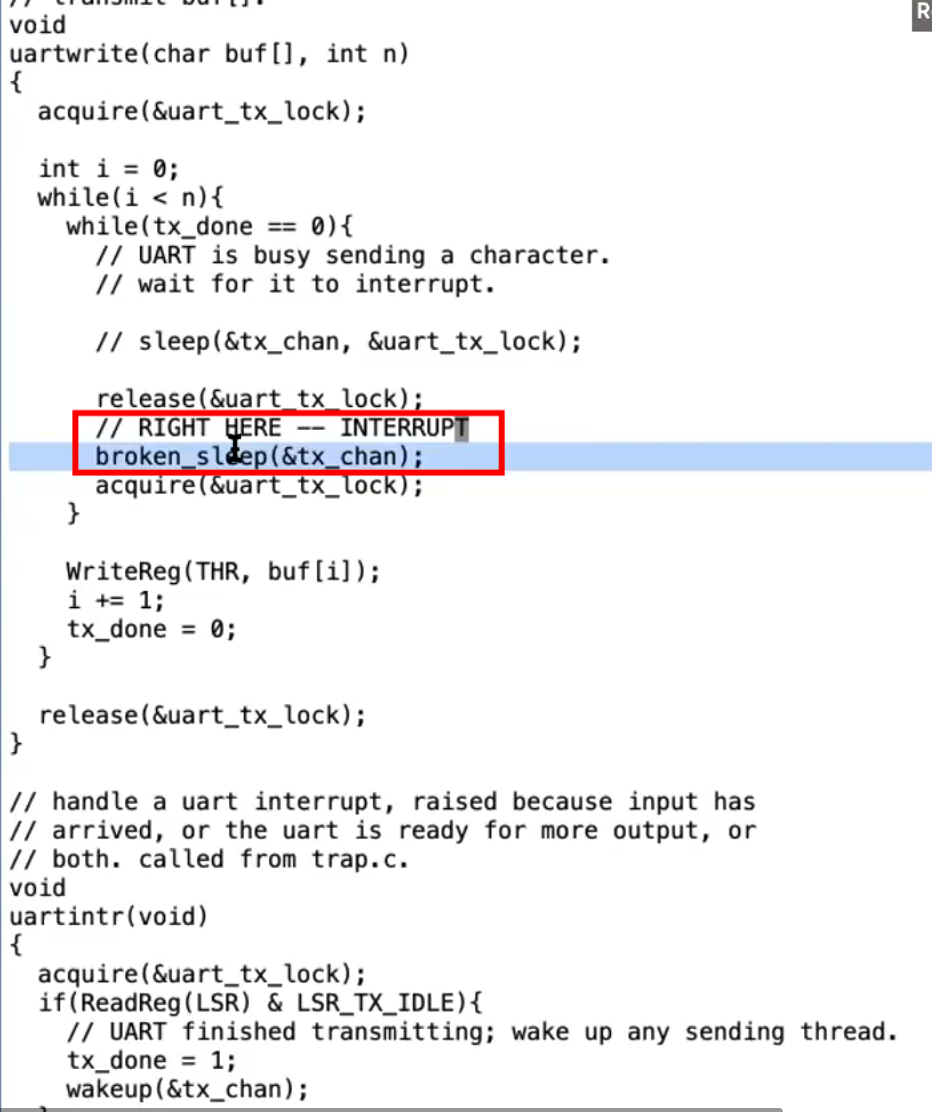 // transmit buf[].
void
uartwrite(char buf[], int n)
{
  acquire(&uart_tx_lock);

  int i = 0;
  while(i < n){
    while(tx_done == 0){
      // UART is busy sending a character.
      // wait for it to interrupt.

      // sleep(&tx_chan, &uart_tx_lock);

      release(&uart_tx_lock);
      // RIGHT HERE -- INTERRUPT
      broken_sleep(&tx_chan);
      acquire(&uart_tx_lock);
    }

    WriteReg(THR, buf[i]);
    i += 1;
    tx_done = 0;
  }

  release(&uart_tx_lock);
}

// handle a uart interrupt, raised because input has
// arrived, or the uart is ready for more output, or
// both. called from trap.c.
void
uartintr(void)
{
  acquire(&uart_tx_lock);
  if(ReadReg(LSR) & LSR_TX_IDLE){
    // UART finished transmitting; wake up any sending thread.
    tx_done = 1;
    wakeup(&tx_chan);